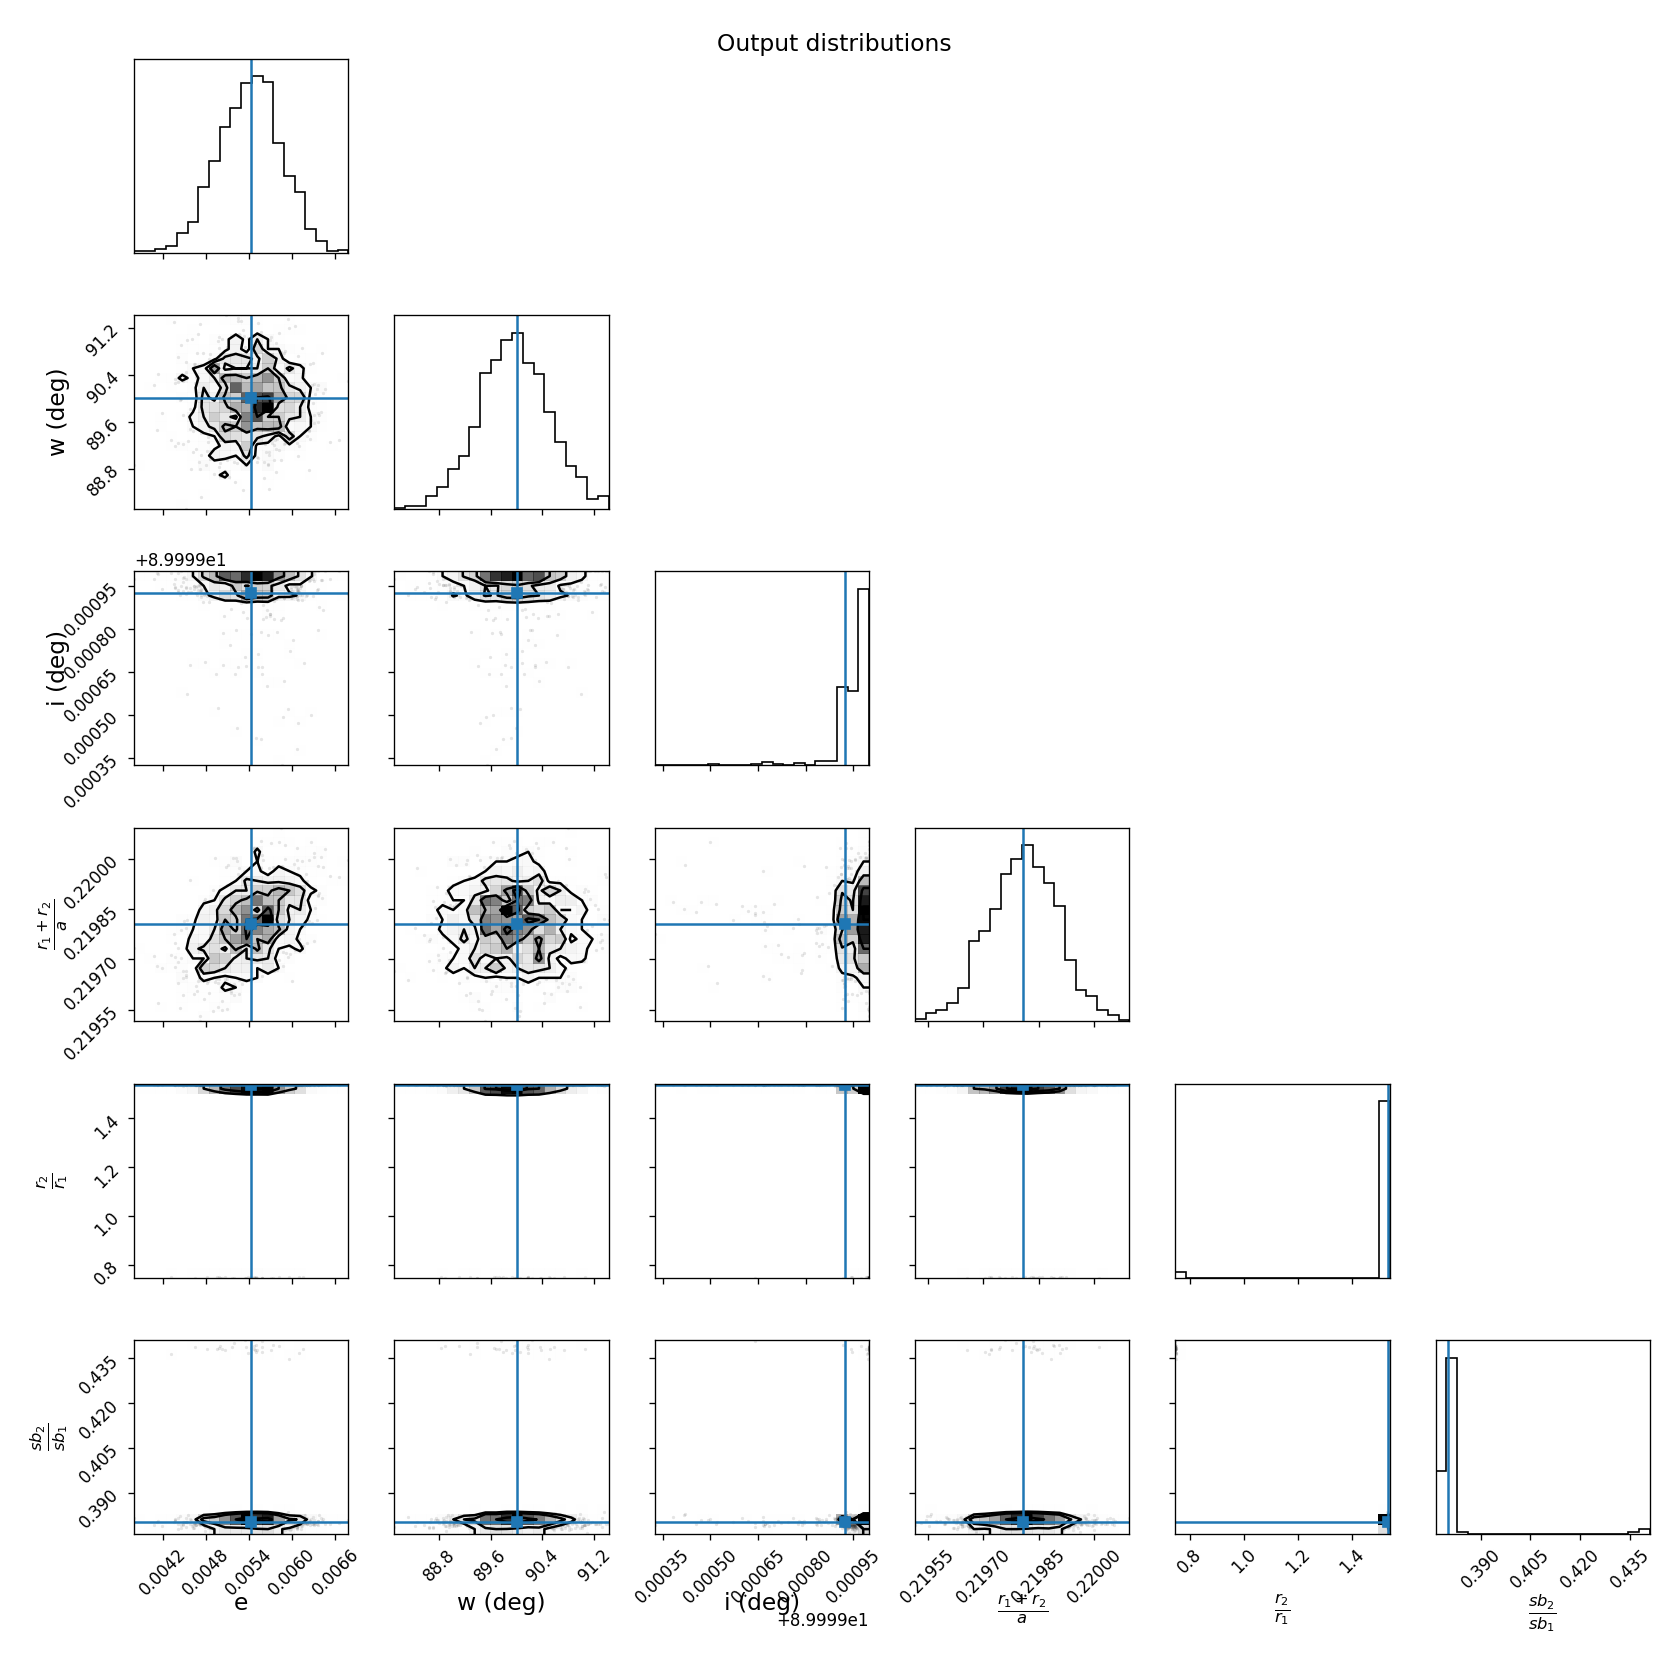 Output distributions
w (deg)
91.2
90.4
89.6
88.8
+8.9999e1
i (deg)
0.00095
0.00080
0.00065
0.00050
0.00035
r₁ + r₂
a
0.22000
0.21985
0.21970
0.21955
r₂
r₁
1.4
1.2
1.0
0.8
sb₂
sb₁
0.435
0.420
0.405
0.390
0.0042 0.0048 0.0054 0.0060 0.0066
e
88.8 89.6 90.4 91.2
w (deg)
0.00035 0.00050 0.00065 0.00080 0.00095
i (deg)
+8.9999e1
0.21955 0.21970 0.21985 0.22000
r₁ + r₂
a
0.8 1.0 1.2 1.4
r₂
r₁
0.390 0.405 0.420 0.435
sb₂
sb₁